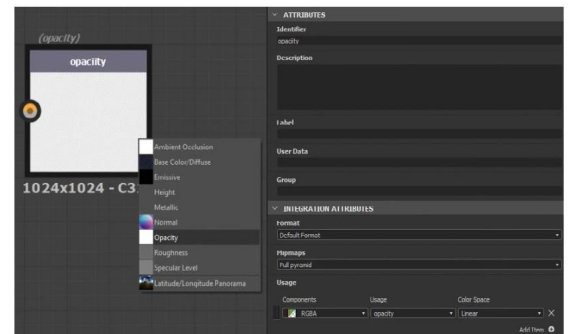 (opacity)
opaciity
1024x1024 - C3
Ambient Occlusion
Base Color/Diffuse
Emissive
Height
Metallic
Normal
Opacity
Roughness
Specular Level
Latitude/Longitude Panorama
ATTRIBUTES
Identifier
opacity
Description
Label
User Data
Group
INTEGRATION ATTRIBUTES
Format
Default Format
Mipmaps
Full pyramid
Usage
Components Usage Color Space
RGBA opacity Linear
Add Item